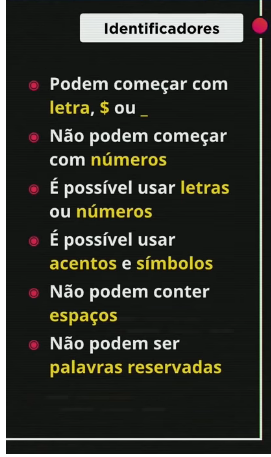 Identificadores
Podem começar com
letra, $ ou _
Não podem começar
com números
É possível usar letras
ou números
É possível usar
acentos e símbolos
Não podem conter
espaços
Não podem ser
palavras reservadas